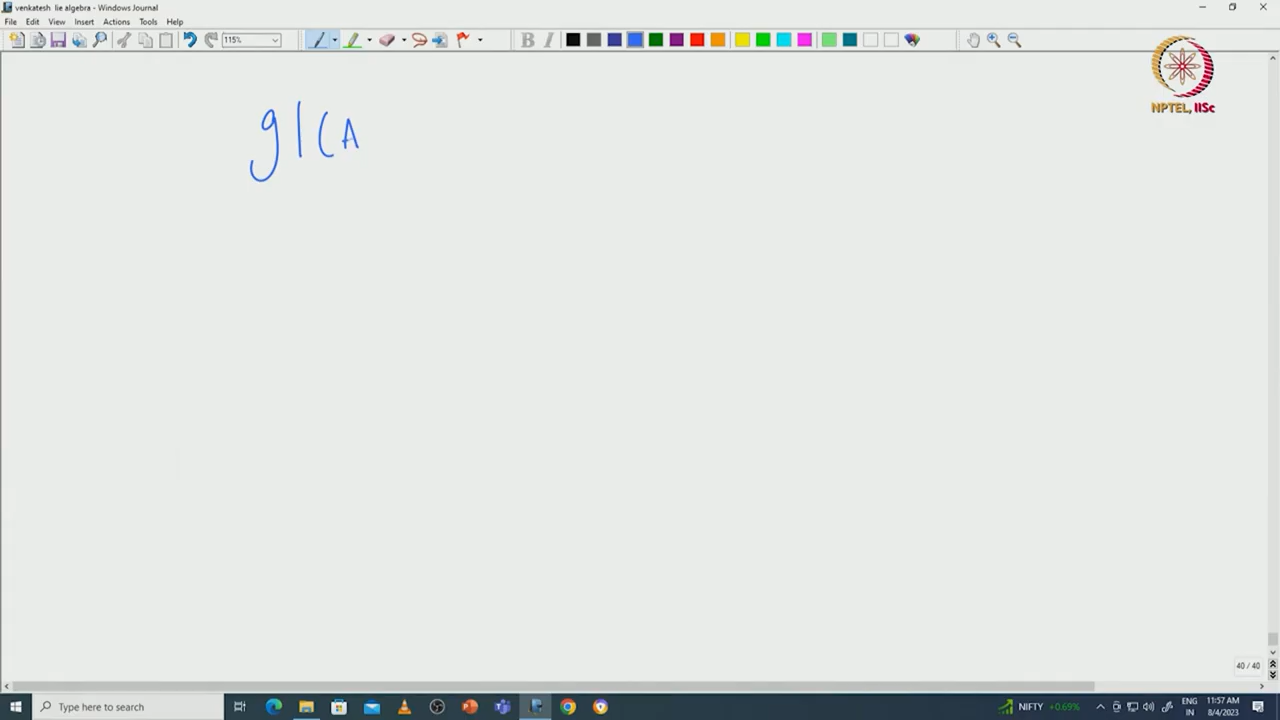 venkatesh lie algebra - Windows Journal
File Edit View Insert Actions Tools Help
115%
B I
NPTEL, IISc
gl(A
40 / 40
Type here to search
NIFTY +0.69%
ENG
IN
11:57 AM
8/4/2023